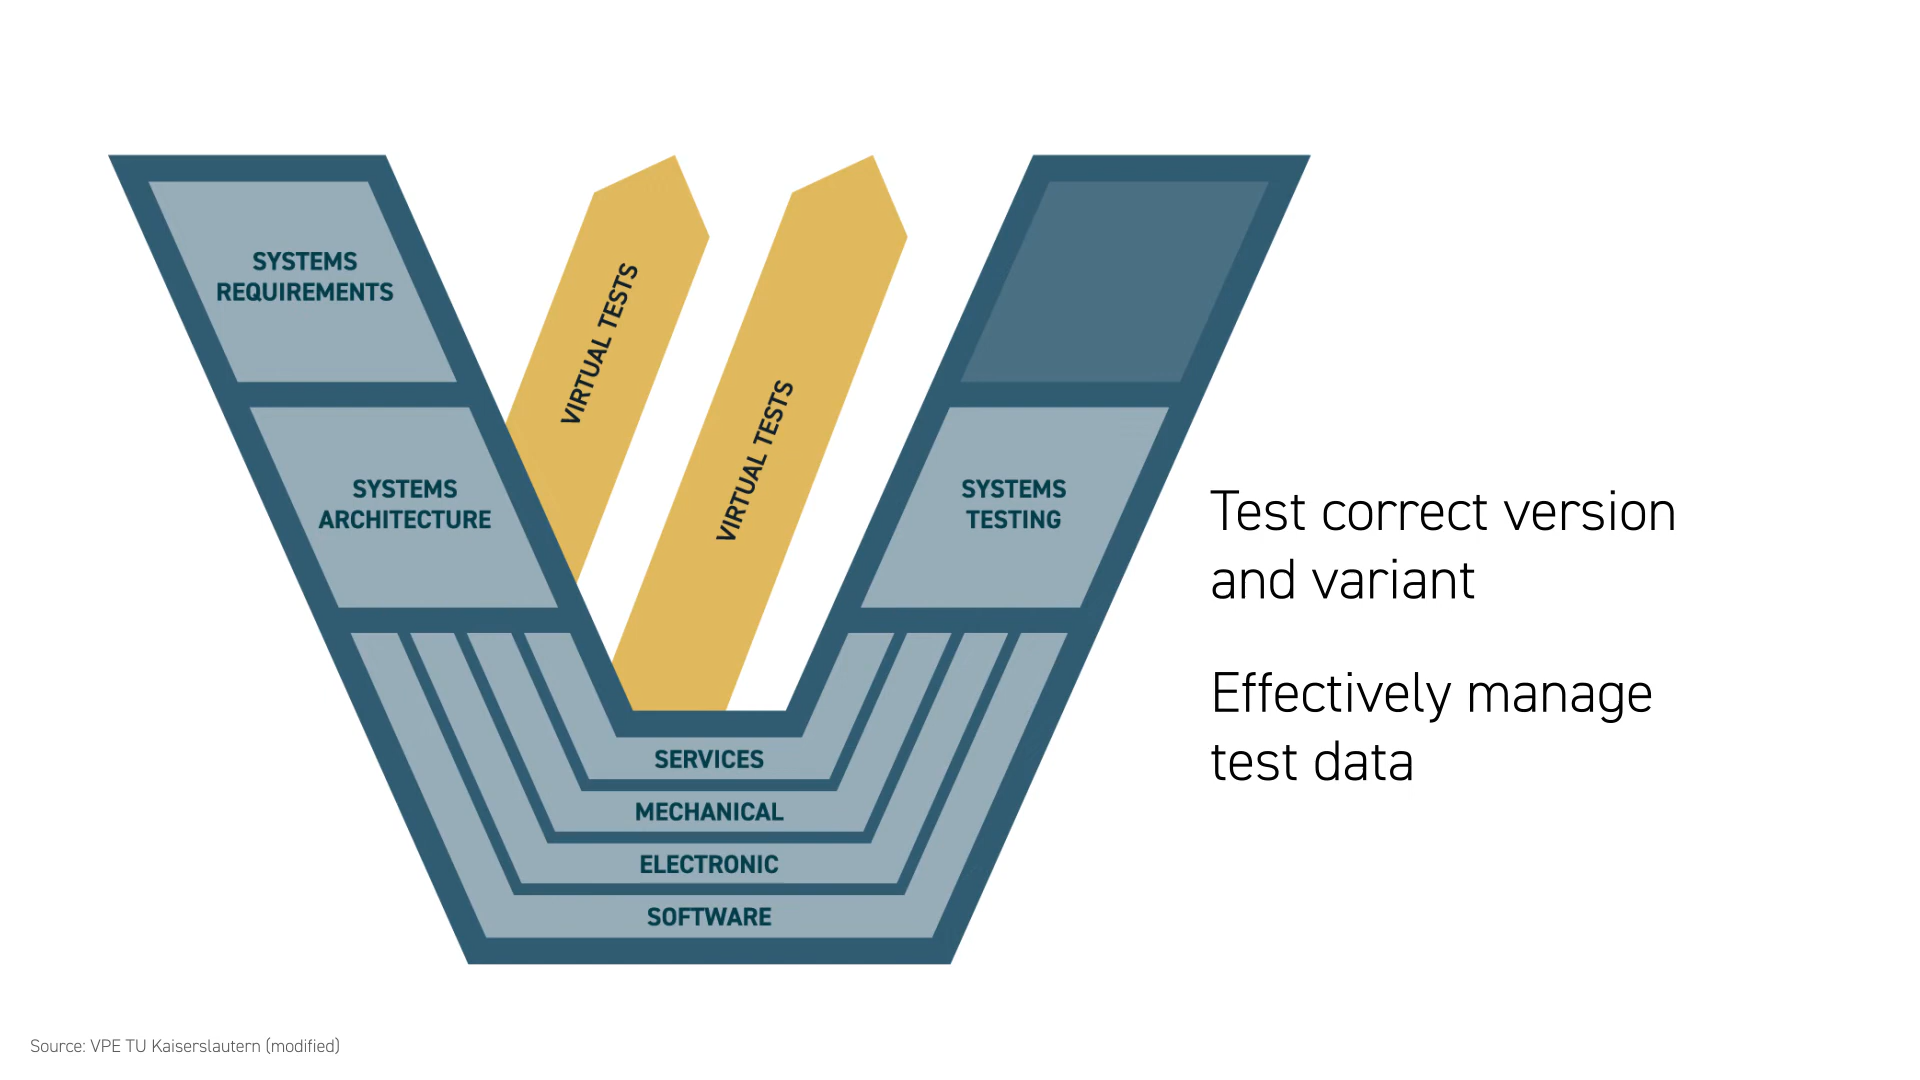 SYSTEMS
REQUIREMENTS
VIRTUAL TESTS
VIRTUAL TESTS
SYSTEMS
ARCHITECTURE
SYSTEMS
TESTING
Test correct version
and variant
Effectively manage
test data
SERVICES
MECHANICAL
ELECTRONIC
SOFTWARE
Source: VPE TU Kaiserslautern (modified)